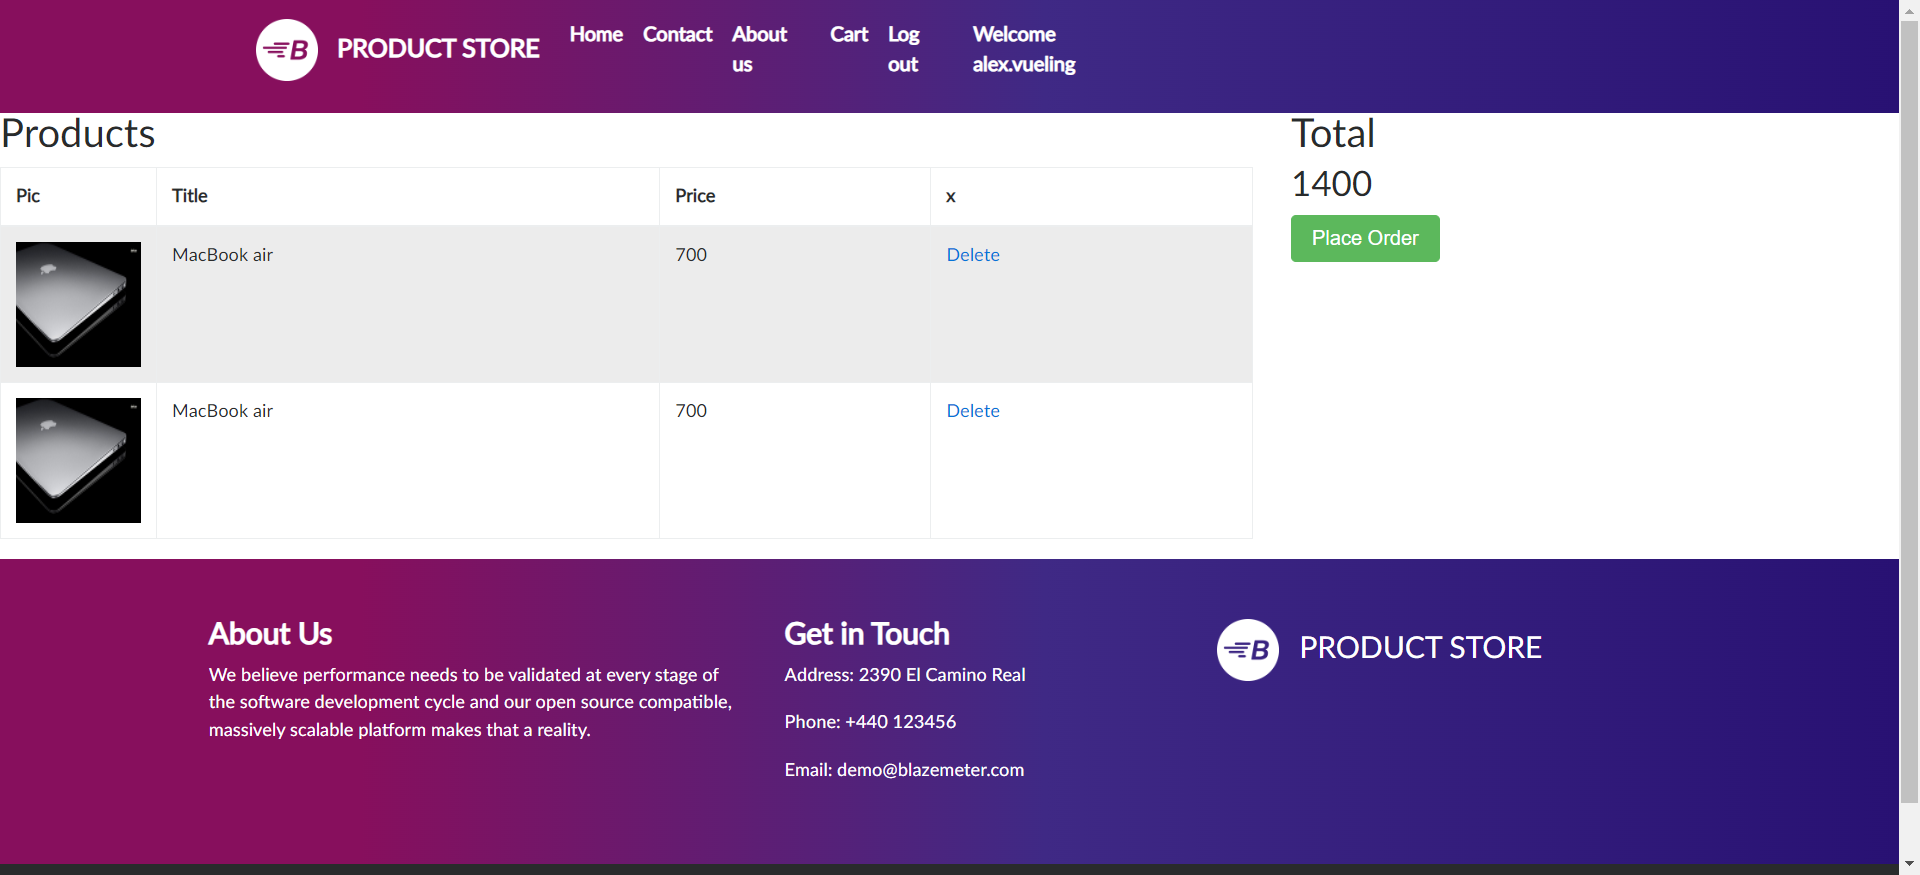 B
PRODUCT STORE
Home
Contact
About
us
Cart
Log
out
Welcome
alex.vueling
Products
Pic
Title
Price
x
MacBook air
700
Delete
MacBook air
700
Delete
Total
1400
Place Order
About Us
We believe performance needs to be validated at every stage of
the software development cycle and our open source compatible,
massively scalable platform makes that a reality.
Get in Touch
Address: 2390 El Camino Real
Phone: +440 123456
Email: demo@blazemeter.com
B
PRODUCT STORE